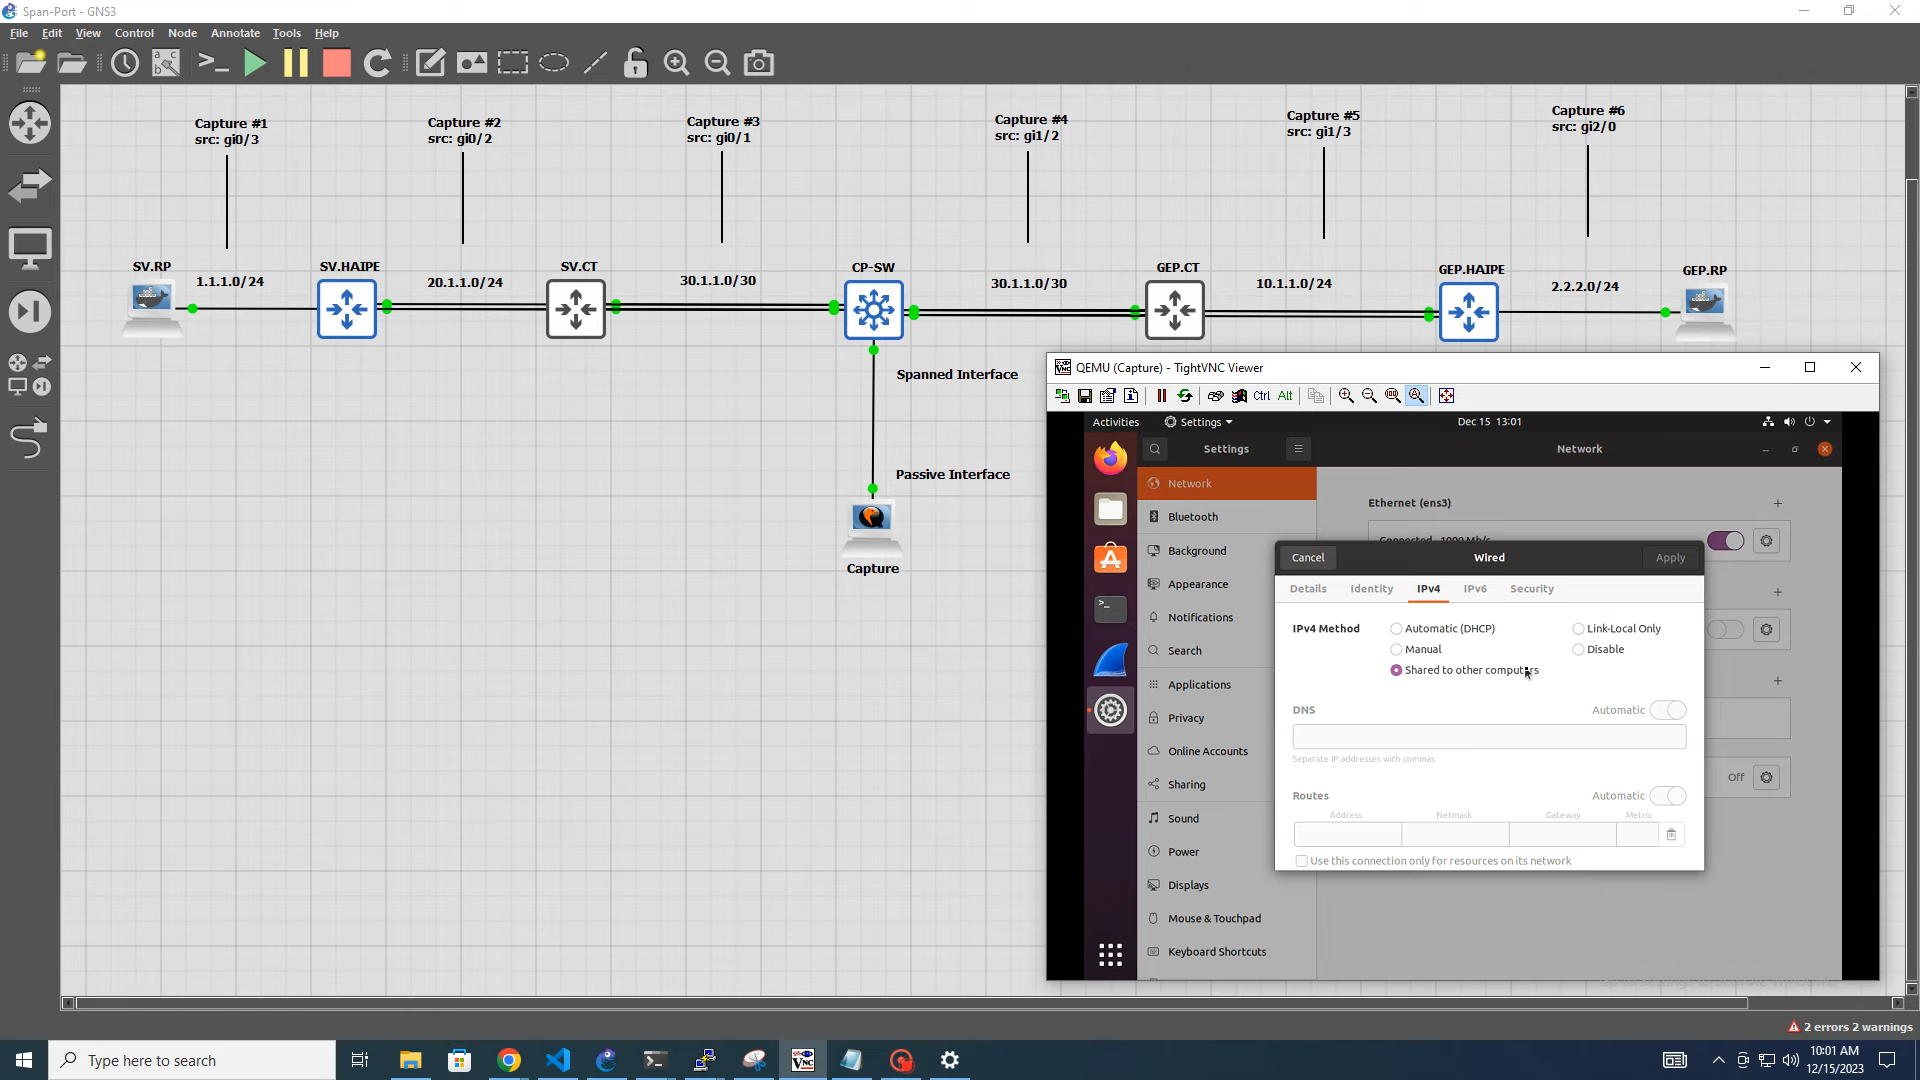 Span-Port - GNS3
File Edit View Control Node Annotate Tools Help
Capture #1
src: gi0/3
Capture #2
src: gi0/2
Capture #3
src: gi0/1
Capture #4
src: gi1/2
Capture #5
src: gi1/3
Capture #6
src: gi2/0
SV.RP
1.1.1.0/24
SV.HAIPE
20.1.1.0/24
SV.CT
30.1.1.0/30
CP-SW
30.1.1.0/30
GEP.CT
10.1.1.0/24
GEP.HAIPE
2.2.2.0/24
GEP.RP
Spanned Interface
Passive Interface
Capture
QEMU (Capture) - TightVNC Viewer
Ctrl Alt
Activities
Settings
Dec 15 13:01
Settings
Network
Network
Bluetooth
Background
Appearance
Notifications
Search
Applications
Privacy
Online Accounts
Sharing
Sound
Power
Displays
Mouse & Touchpad
Keyboard Shortcuts
Ethernet (ens3)
Connected - 1000 Mb/s
Off
Cancel
Wired
Apply
Details Identity IPv4 IPv6 Security
IPv4 Method
Automatic (DHCP)
Link-Local Only
Manual
Disable
Shared to other computers
DNS
Automatic
Separate IP addresses with commas
Routes
Automatic
Address Netmask Gateway Metric
Use this connection only for resources on its network
2 errors 2 warnings
Type here to search
10:01 AM
12/15/2023